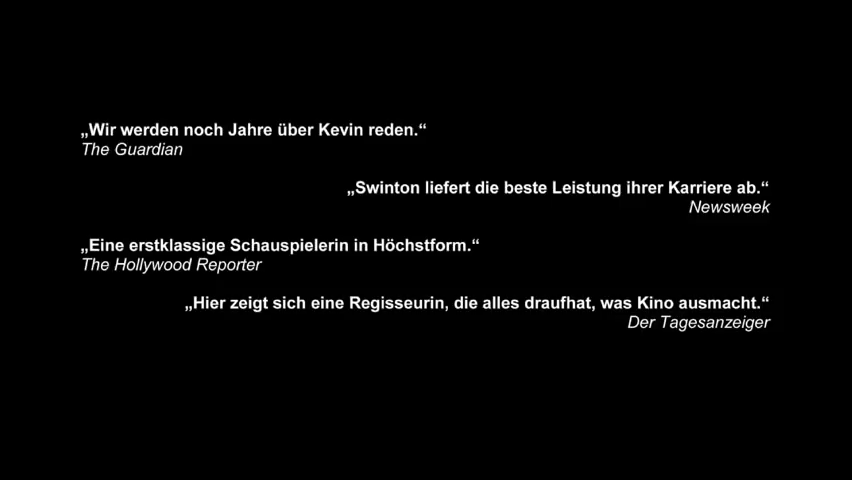 „Wir werden noch Jahre über Kevin reden.“
The Guardian
„Swinton liefert die beste Leistung ihrer Karriere ab.“
Newsweek
„Eine erstklassige Schauspielerin in Höchstform.“
The Hollywood Reporter
„Hier zeigt sich eine Regisseurin, die alles draufhat, was Kino ausmacht.“
Der Tagesanzeiger